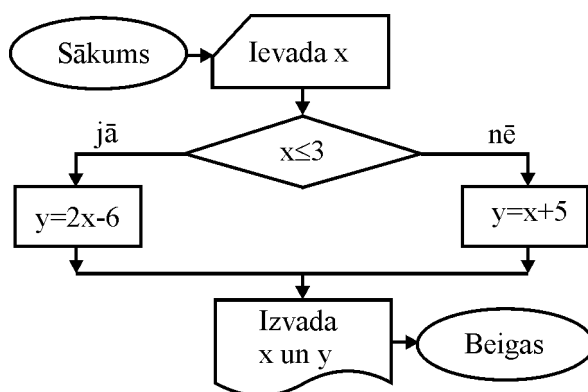 Sākums
Ievada x
jā
x≤3
nē
y=2x-6
y=x+5
Izvada
x un y
Beigas